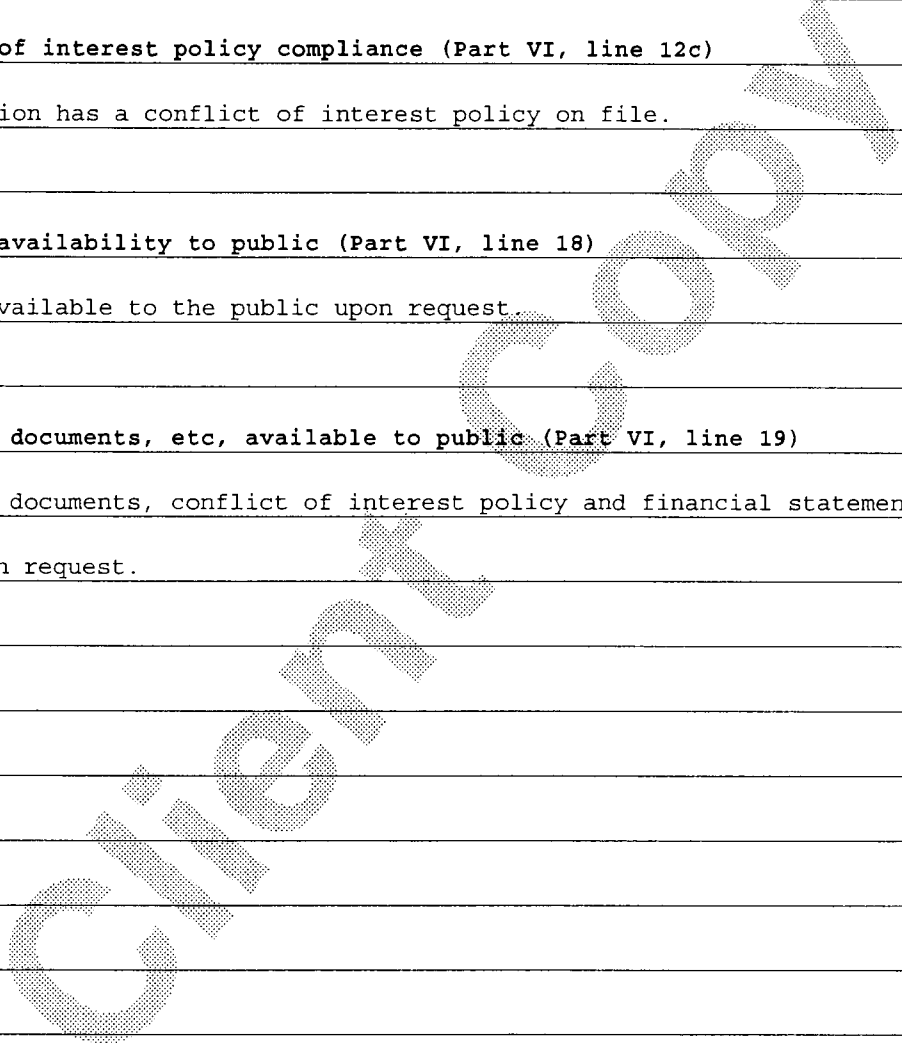 of interest policy compliance (Part VI, line 12c)
ion has a conflict of interest policy on file.
availability to public (Part VI, line 18)
vailable to the public upon request.
documents, etc, available to public (Part VI, line 19)
documents, conflict of interest policy and financial statemen
n request.
Client Copy